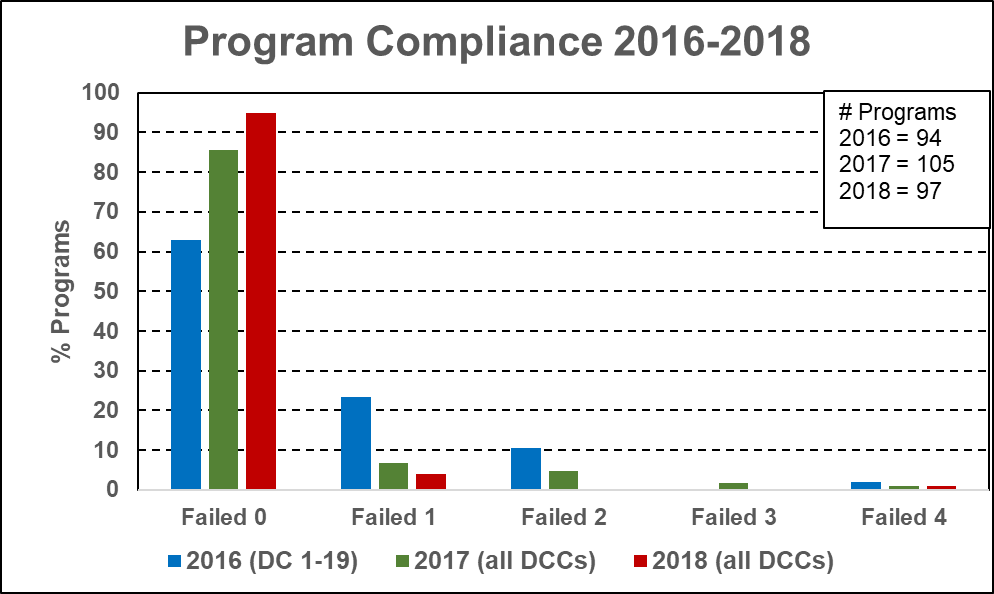 Program Compliance 2016-2018
# Programs
2016 = 94
2017 = 105
2018 = 97
% Programs
100
90
80
70
60
50
40
30
20
10
0
Failed 0 Failed 1 Failed 2 Failed 3 Failed 4
2016 (DC 1-19) 2017 (all DCCs) 2018 (all DCCs)